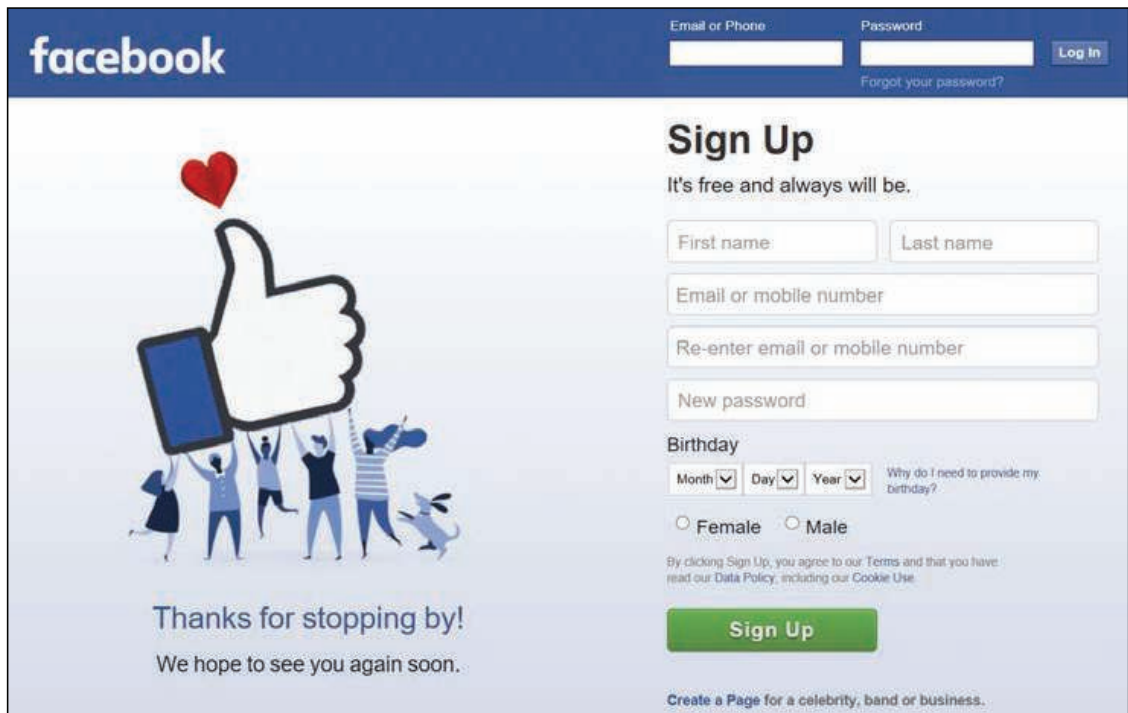 facebook
Email or Phone
Password
Log In
Forgot your password?
Sign Up
It's free and always will be.
First name
Last name
Email or mobile number
Re-enter email or mobile number
New password
Birthday
Month Day Year
Why do I need to provide my
birthday?
Female Male
By clicking Sign Up, you agree to our Terms and that you have
read our Data Policy, including our Cookie Use.
Sign Up
Create a Page for a celebrity, band or business.
Thanks for stopping by!
We hope to see you again soon.